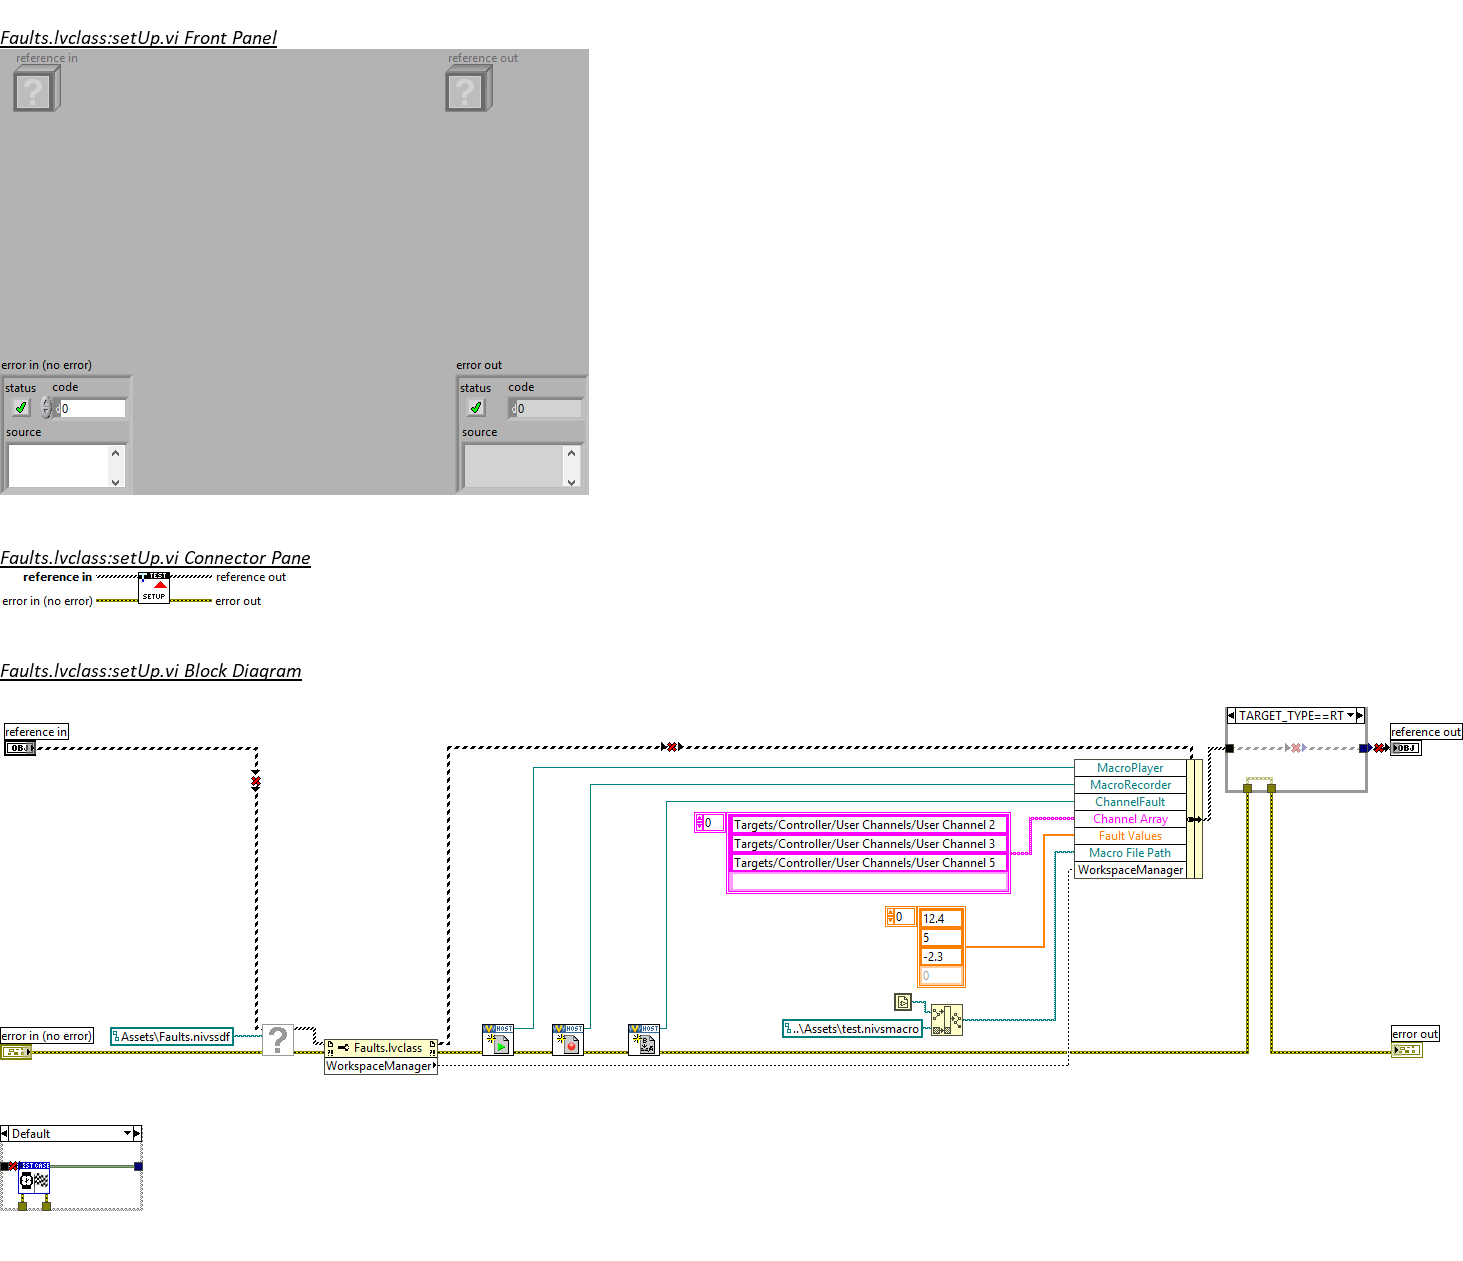 Faults.lvclass:setUp.vi Front Panel
reference in
reference out
?
?
error in (no error)
error out
status
code
status
code
d0
d0
source
source
Faults.lvclass:setUp.vi Connector Pane
reference in
TEST
reference out
SETUP
error in (no error)
error out
Faults.lvclass:setUp.vi Block Diagram
TARGET_TYPE==RT
reference in
reference out
OBJ
OBJ
MacroPlayer
MacroRecorder
ChannelFault
Channel Array
Fault Values
Macro File Path
WorkspaceManager
0
Targets/Controller/User Channels/User Channel 2
Targets/Controller/User Channels/User Channel 3
Targets/Controller/User Channels/User Channel 5
0
12.4
5
-2.3
0
error in (no error)
Assets\Faults.nivssdf
?
Faults.lvclass
WorkspaceManager
HOST
HOST
HOST
..\Assets\test.nivsmacro
error out
Default
EST CASE